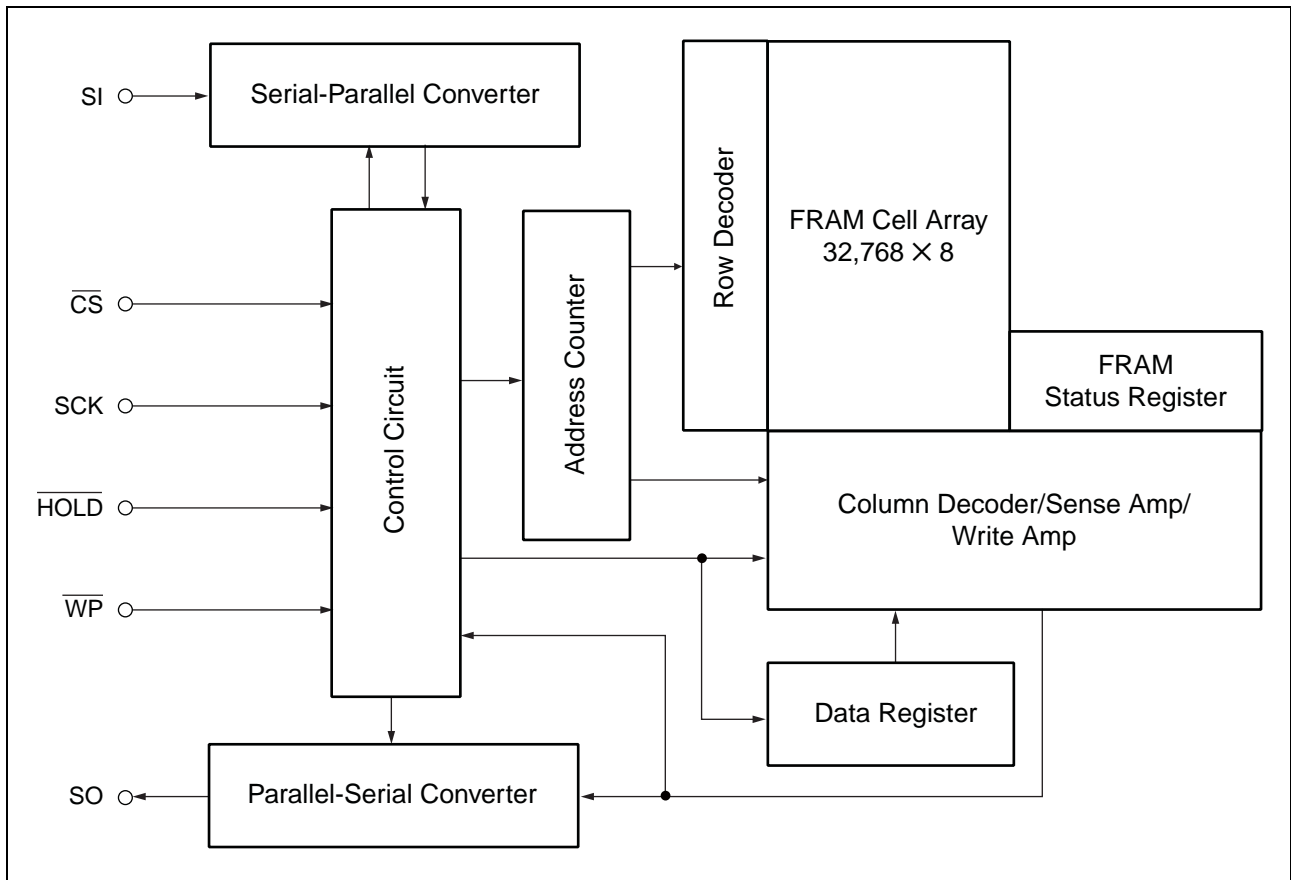 SI
Serial-Parallel Converter
CS
SCK
HOLD
WP
Control Circuit
Address Counter
Row Decoder
FRAM Cell Array
32,768 × 8
FRAM
Status Register
Column Decoder/Sense Amp/
Write Amp
Data Register
SO
Parallel-Serial Converter